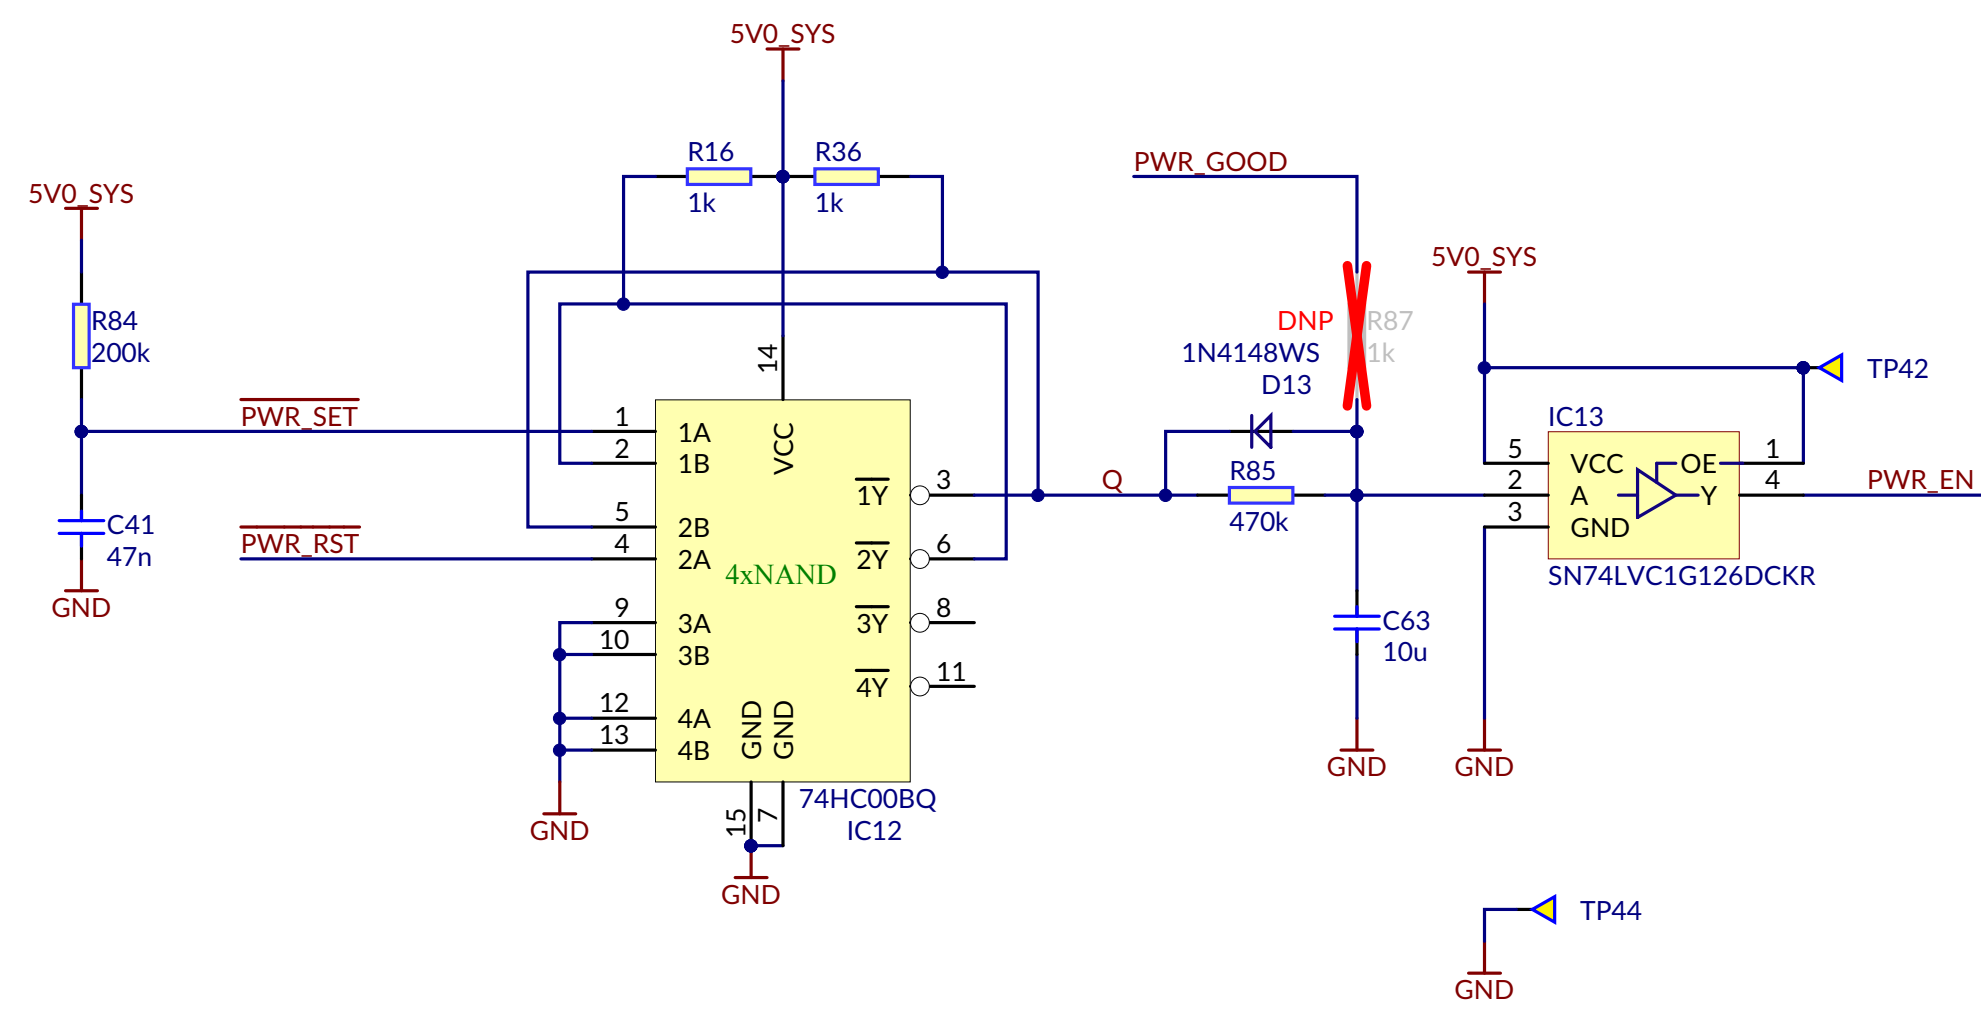 5V0_SYS
R16
1k
R36
1k
5V0_SYS
R84
200k
PWR_SET
C41
47n
GND
PWR_RST
14
VCC
1
1A
2
1B
5
2B
4
2A
9
3A
10
3B
12
4A
13
4B
1Y
3
2Y
6
3Y
8
4Y
11
4xNAND
GND
GND
15
7
74HC00BQ
IC12
GND
GND
PWR_GOOD
DNP
R87
1k
1N4148WS
D13
Q
R85
470k
C63
10u
GND
5V0_SYS
TP42
IC13
5
VCC
2
A
3
GND
OE
1
Y
4
PWR_EN
SN74LVC1G126DCKR
GND
TP44
GND